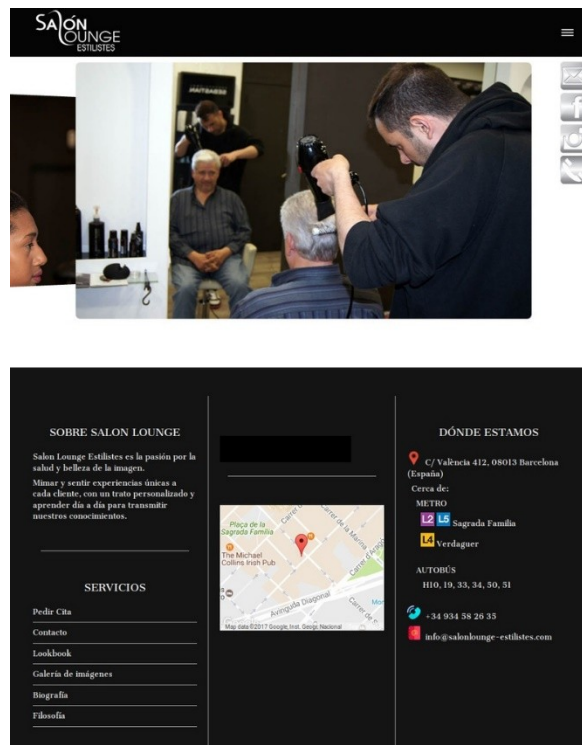 SALÓN
LOUNGE
ESTILISTES
SOBRE SALON LOUNGE
Salon Lounge Estilistes es la pasión por la
salud y belleza de la imagen.
Mimar y sentir experiencias únicas a
cada cliente, con un trato personalizado y
aprender día a día para transmitir
nuestros conocimientos.
SERVICIOS
Pedir Cita
Contacto
Lookbook
Galería de imágenes
Biografía
Filosofía
Plaça de la
Sagrada Família
The Michael
Collins Irish Pub
Carrer de la Marina
Avinguda Diagonal
Map data ©2017 Google, Inst. Geogr. Nacional
DÓNDE ESTAMOS
C/ València 412, 08013 Barcelona
(España)
Cerca de:
METRO
L2 L5 Sagrada Familia
L4 Verdaguer
AUTOBÚS
H10, 19, 33, 34, 50, 51
+34 934 58 26 35
info@salonlounge-estilistes.com